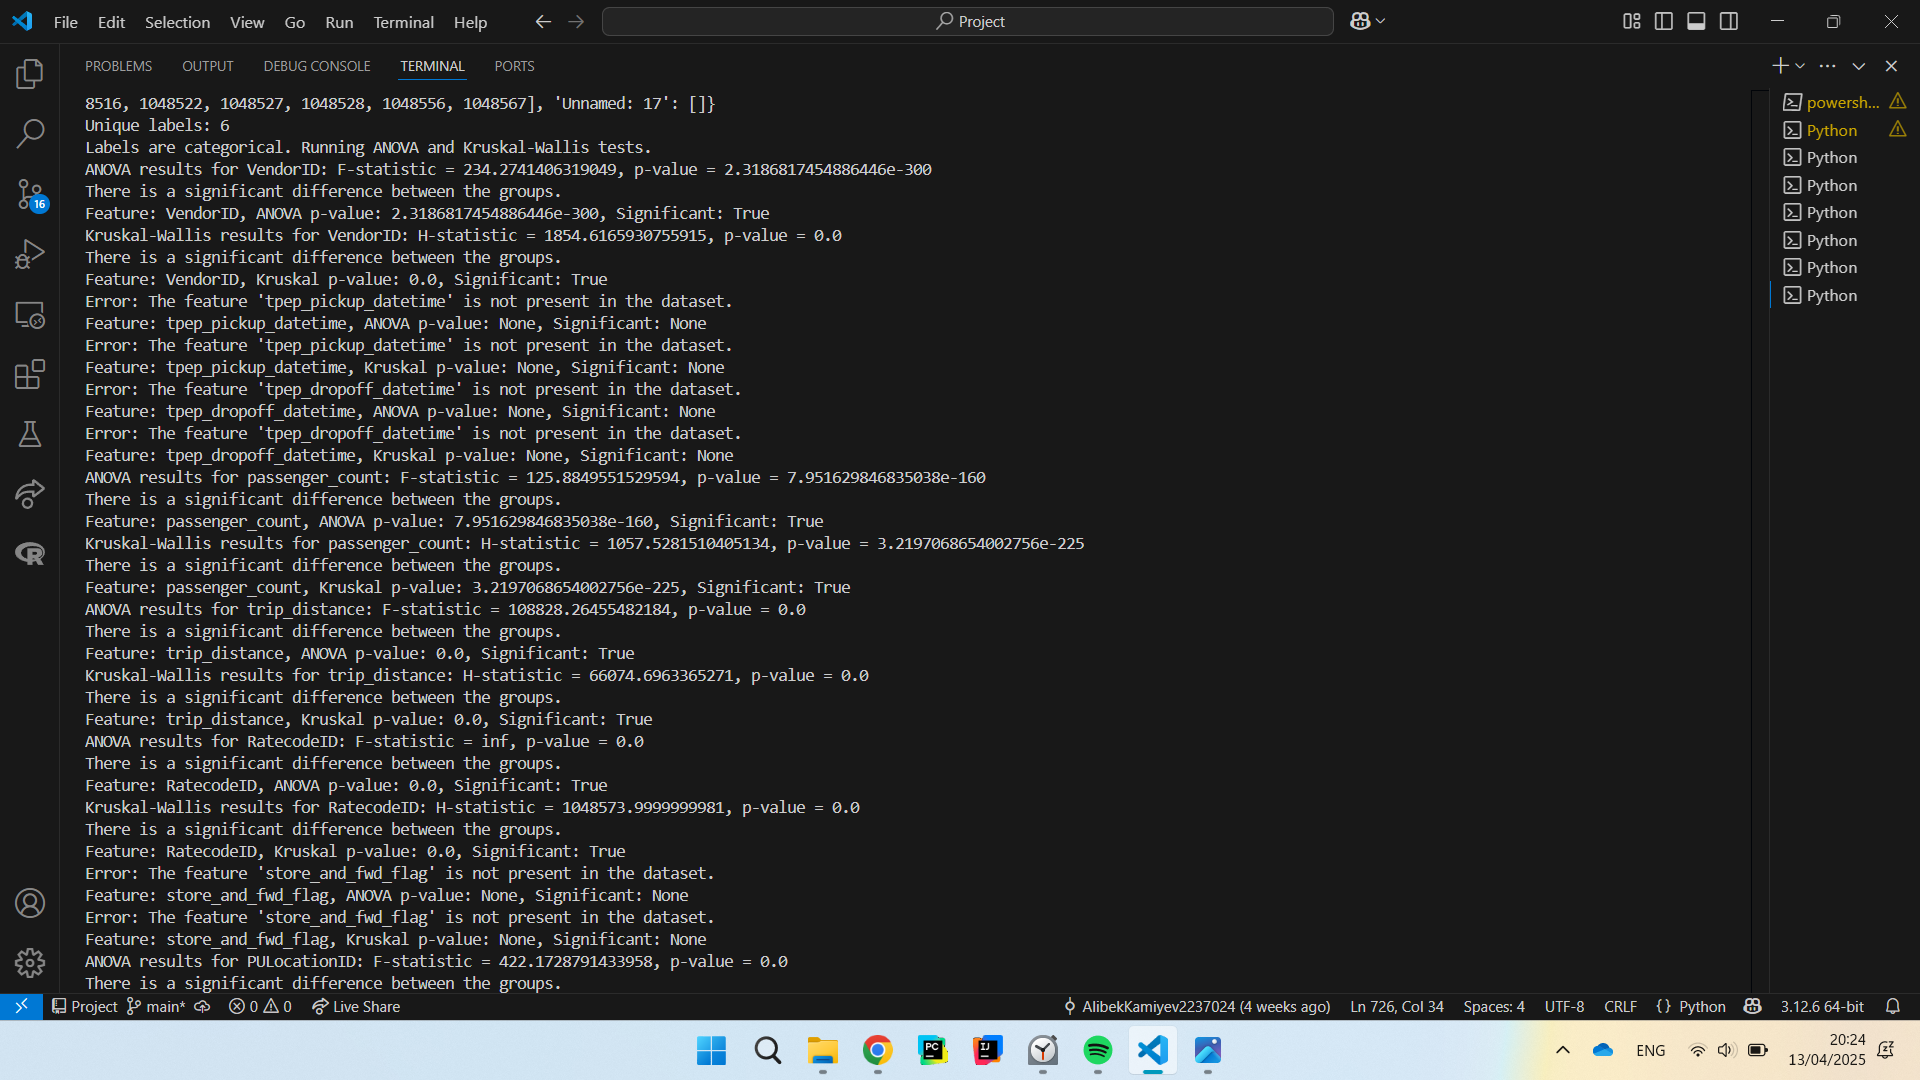 File Edit Selection View Go Run Terminal Help
Project
PROBLEMS OUTPUT DEBUG CONSOLE TERMINAL PORTS
8516, 1048522, 1048527, 1048528, 1048556, 1048567], 'Unnamed: 17': []}
Unique labels: 6
Labels are categorical. Running ANOVA and Kruskal-Wallis tests.
ANOVA results for VendorID: F-statistic = 234.2741406319049, p-value = 2.3186817454886446e-300
There is a significant difference between the groups.
Feature: VendorID, ANOVA p-value: 2.3186817454886446e-300, Significant: True
Kruskal-Wallis results for VendorID: H-statistic = 1854.6165930755915, p-value = 0.0
There is a significant difference between the groups.
Feature: VendorID, Kruskal p-value: 0.0, Significant: True
Error: The feature 'tpep_pickup_datetime' is not present in the dataset.
Feature: tpep_pickup_datetime, ANOVA p-value: None, Significant: None
Error: The feature 'tpep_pickup_datetime' is not present in the dataset.
Feature: tpep_pickup_datetime, Kruskal p-value: None, Significant: None
Error: The feature 'tpep_dropoff_datetime' is not present in the dataset.
Feature: tpep_dropoff_datetime, ANOVA p-value: None, Significant: None
Error: The feature 'tpep_dropoff_datetime' is not present in the dataset.
Feature: tpep_dropoff_datetime, Kruskal p-value: None, Significant: None
ANOVA results for passenger_count: F-statistic = 125.8849551529594, p-value = 7.951629846835038e-160
There is a significant difference between the groups.
Feature: passenger_count, ANOVA p-value: 7.951629846835038e-160, Significant: True
Kruskal-Wallis results for passenger_count: H-statistic = 1057.5281510405134, p-value = 3.2197068654002756e-225
There is a significant difference between the groups.
Feature: passenger_count, Kruskal p-value: 3.2197068654002756e-225, Significant: True
ANOVA results for trip_distance: F-statistic = 108828.26455482184, p-value = 0.0
There is a significant difference between the groups.
Feature: trip_distance, ANOVA p-value: 0.0, Significant: True
Kruskal-Wallis results for trip_distance: H-statistic = 66074.6963365271, p-value = 0.0
There is a significant difference between the groups.
Feature: trip_distance, Kruskal p-value: 0.0, Significant: True
ANOVA results for RatecodeID: F-statistic = inf, p-value = 0.0
There is a significant difference between the groups.
Feature: RatecodeID, ANOVA p-value: 0.0, Significant: True
Kruskal-Wallis results for RatecodeID: H-statistic = 1048573.9999999981, p-value = 0.0
There is a significant difference between the groups.
Feature: RatecodeID, Kruskal p-value: 0.0, Significant: True
Error: The feature 'store_and_fwd_flag' is not present in the dataset.
Feature: store_and_fwd_flag, ANOVA p-value: None, Significant: None
Error: The feature 'store_and_fwd_flag' is not present in the dataset.
Feature: store_and_fwd_flag, Kruskal p-value: None, Significant: None
ANOVA results for PULocationID: F-statistic = 422.1728791433958, p-value = 0.0
There is a significant difference between the groups.
powersh...
Python
Python
Python
Python
Python
Python
Python
16
Project main* 0 0 Live Share AlibekKamiyev2237024 (4 weeks ago) Ln 726, Col 34 Spaces: 4 UTF-8 CRLF {} Python 3.12.6 64-bit
PC
IJ
ENG
20:24
13/04/2025